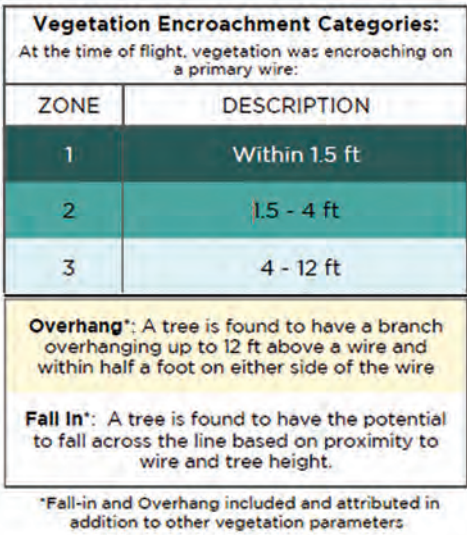 Vegetation Encroachment Categories:
At the time of flight, vegetation was encroaching on
a primary wire:
ZONE DESCRIPTION
1 Within 1.5 ft
2 1.5 - 4 ft
3 4 - 12 ft
Overhang*: A tree is found to have a branch
overhanging up to 12 ft above a wire and
within half a foot on either side of the wire
Fall In*: A tree is found to have the potential
to fall across the line based on proximity to
wire and tree height.
*Fall-in and Overhang included and attributed in
addition to other vegetation parameters